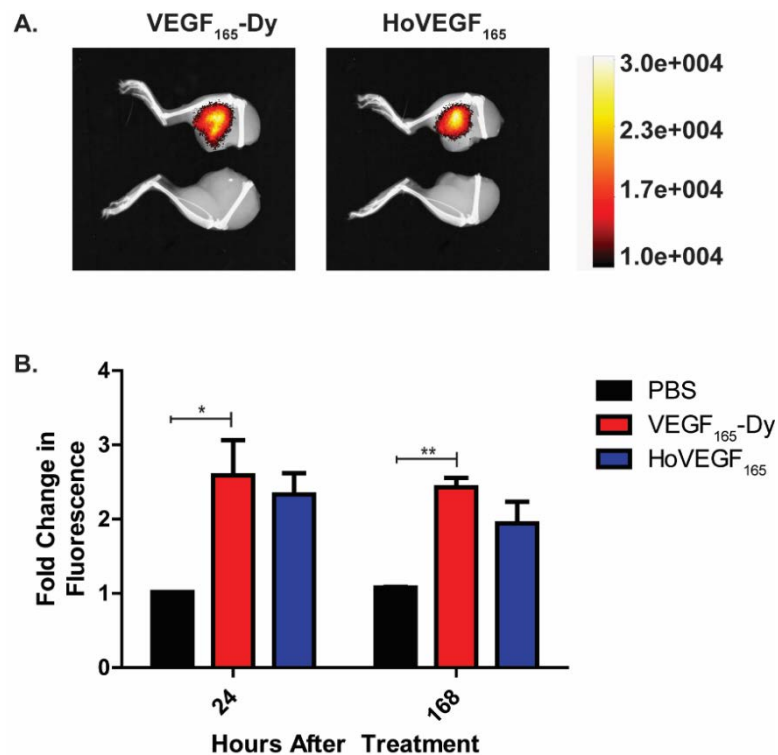 A.
VEGF₁₆₅-Dy
HoVEGF₁₆₅
3.0e+004
2.3e+004
1.7e+004
1.0e+004
B.
Fold Change in
Fluorescence
4
3
2
1
0
*
**
24
168
Hours After Treatment
PBS
VEGF₁₆₅-Dy
HoVEGF₁₆₅